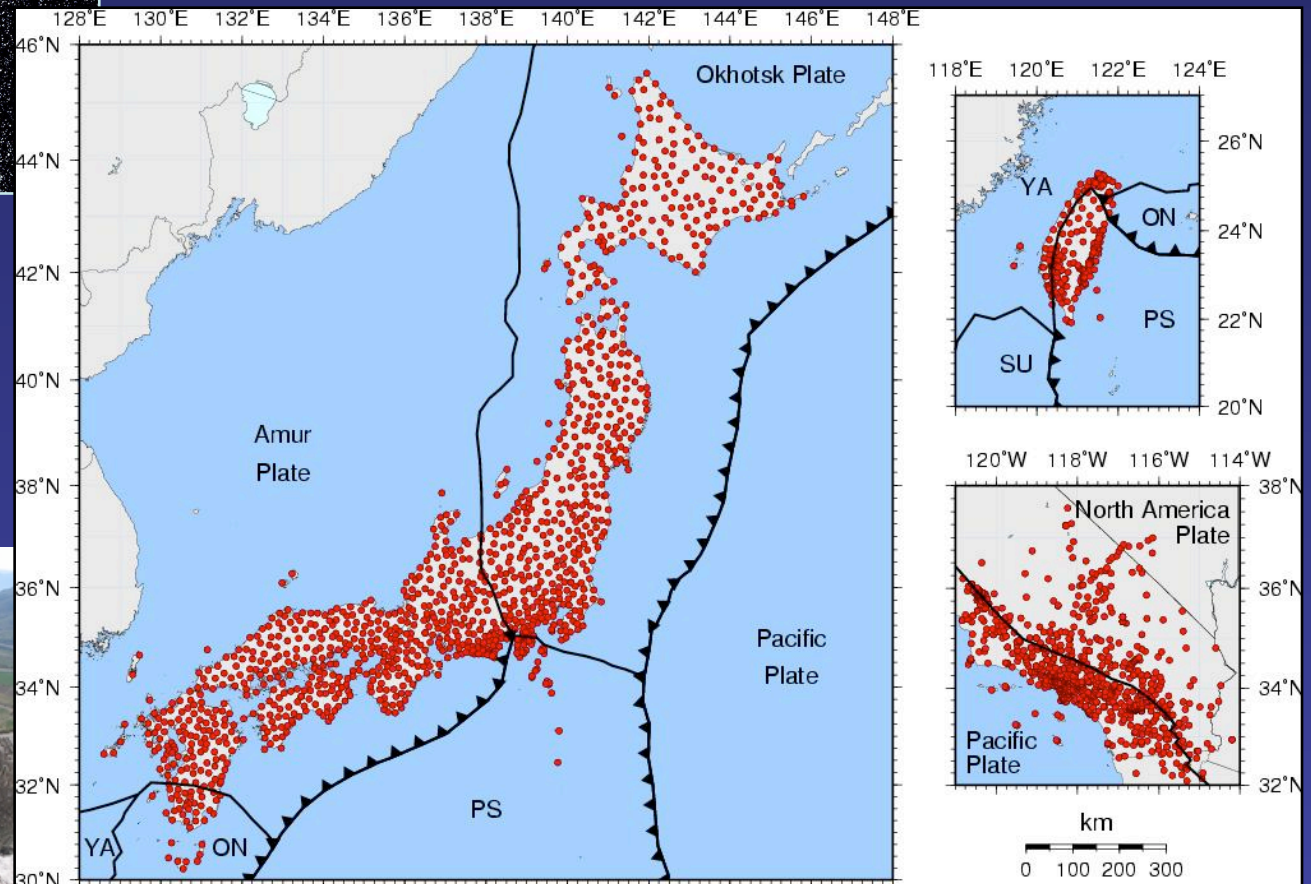 128°E 130°E 132°E 134°E 136°E 138°E 140°E 142°E 144°E 146°E 148°E
46°N
44°N
42°N
40°N
38°N
36°N
34°N
32°N
30°N
Okhotsk Plate
Amur
Plate
Pacific
Plate
PS
YA
ON
118°E 120°E 122°E 124°E
26°N
24°N
22°N
20°N
YA
ON
PS
SU
120°W 118°W 116°W 114°W
38°N
36°N
34°N
32°N
North America
Plate
Pacific
Plate
km
0 100 200 300